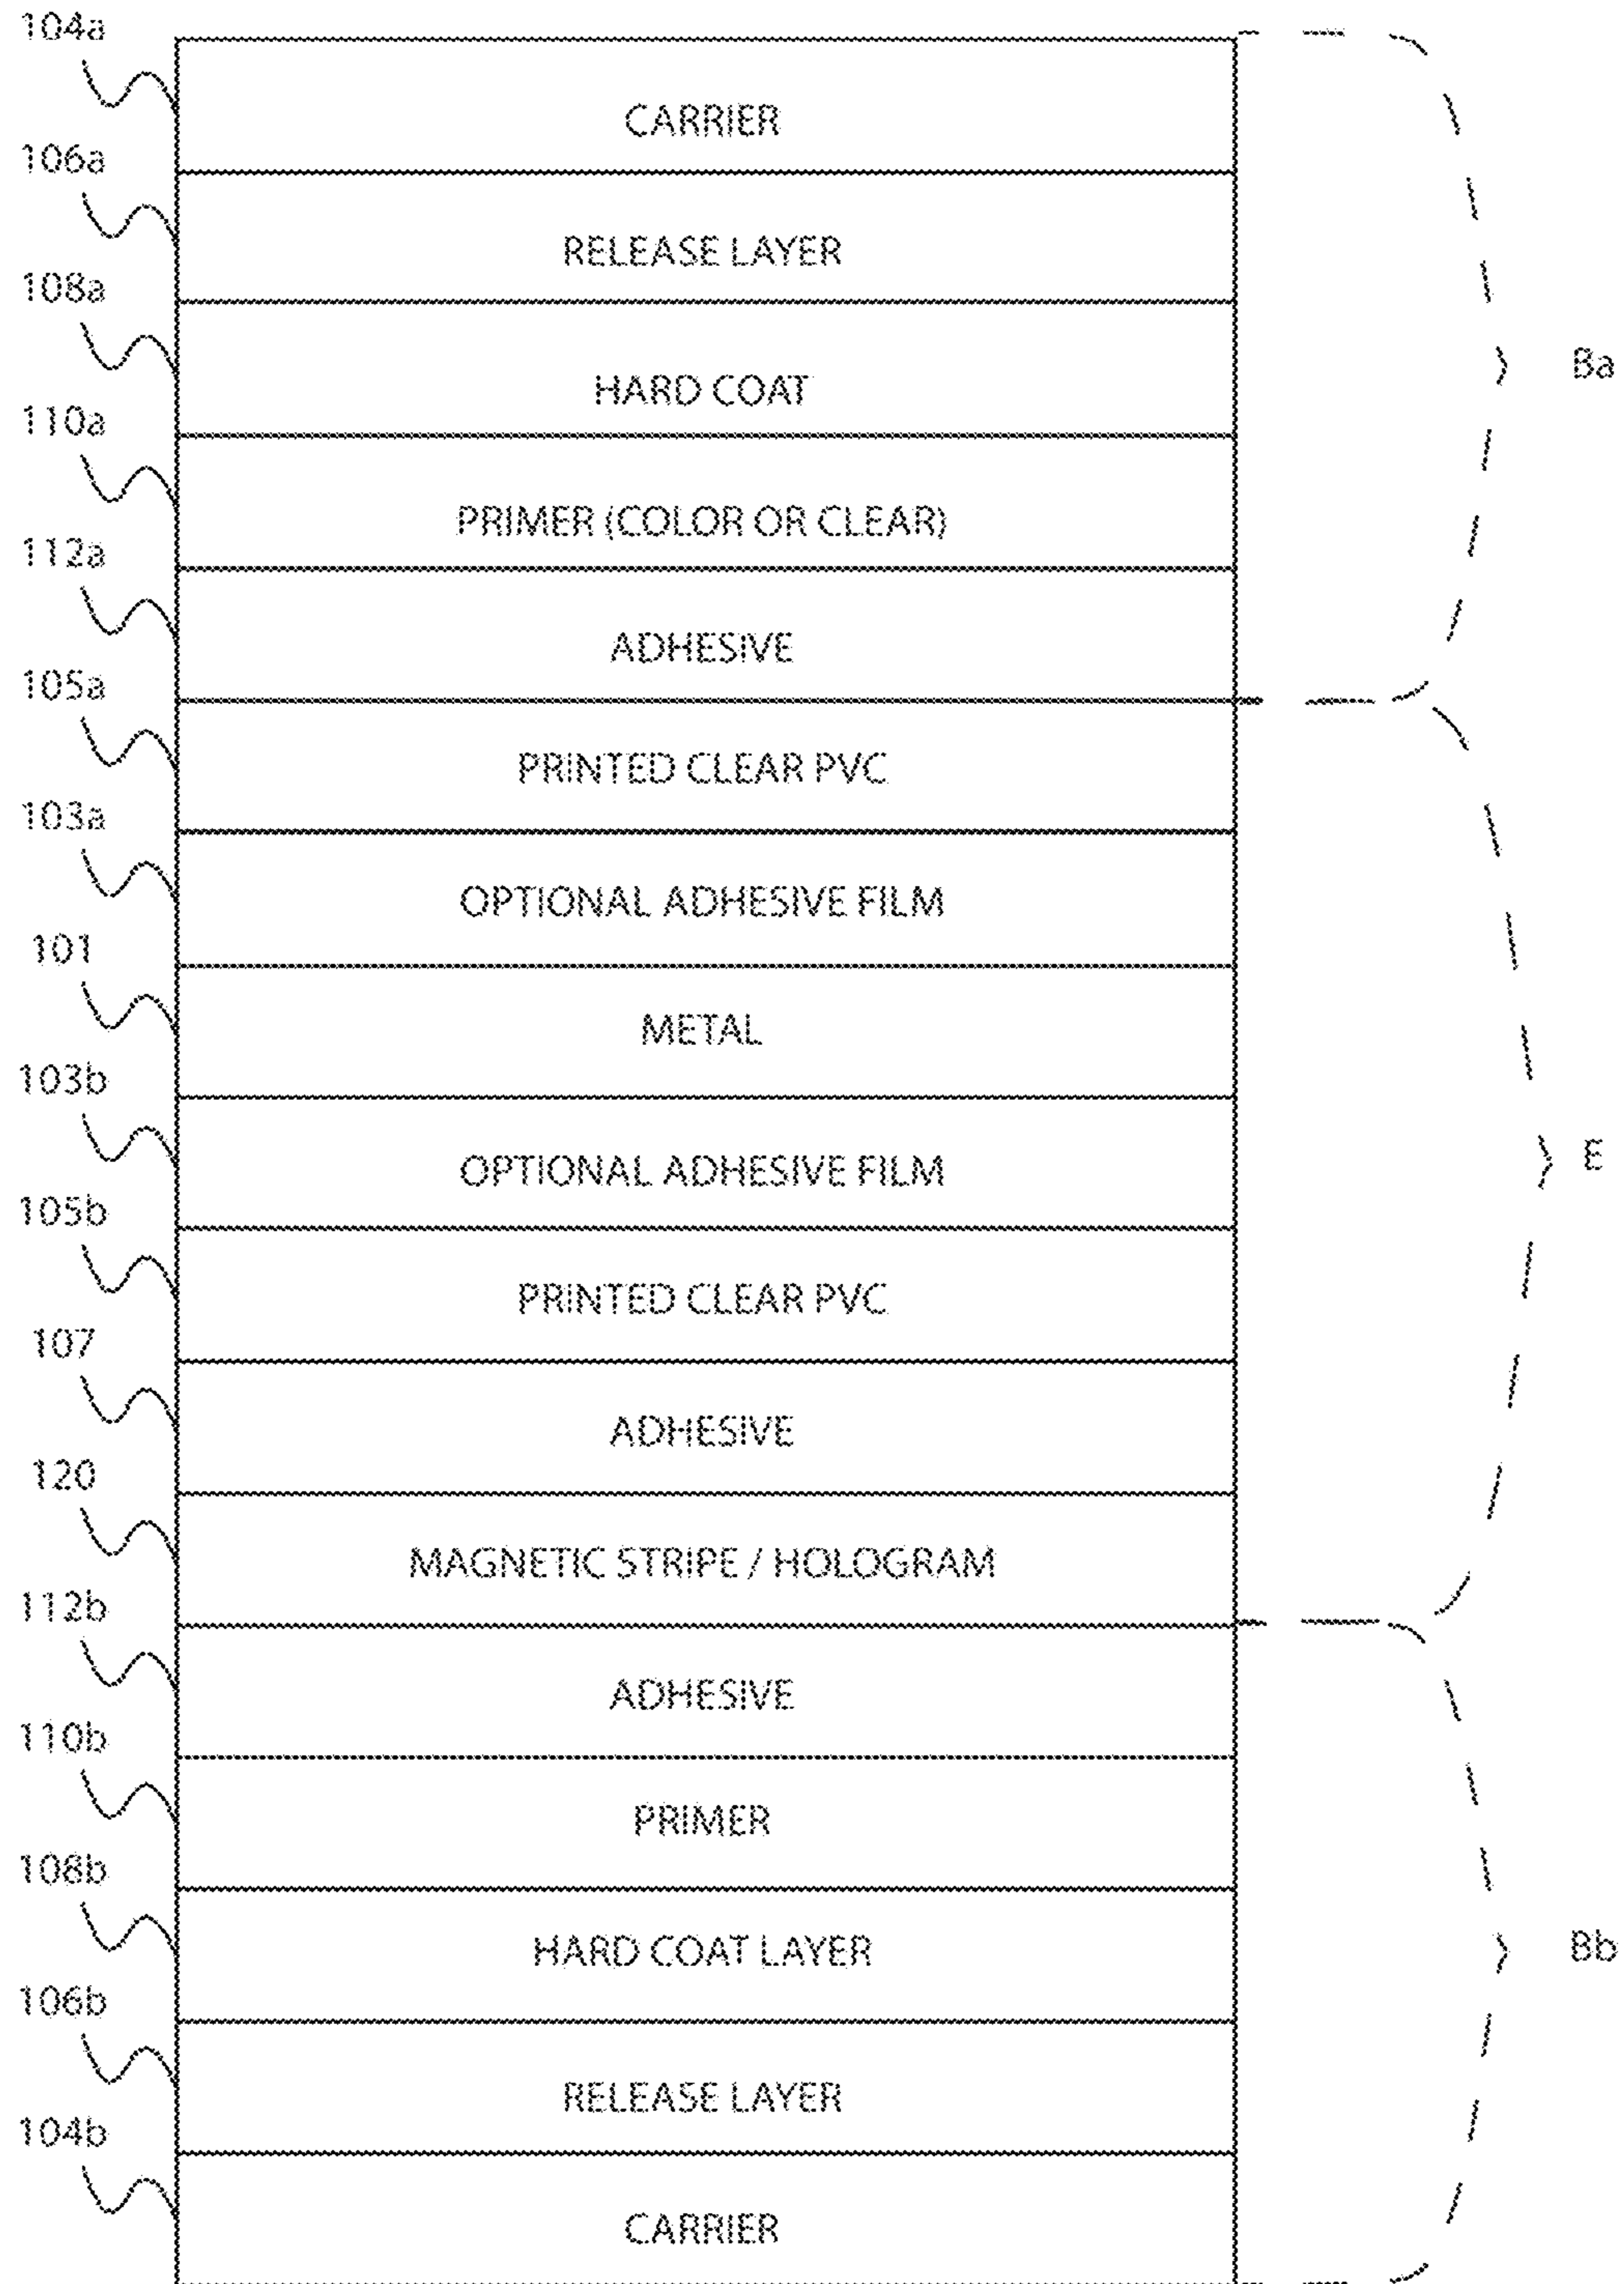 104a
CARRIER
106a
RELEASE LAYER
108a
HARD COAT
Ba
110a
PRIMER (COLOR OR CLEAR)
112a
ADHESIVE
105a
PRINTED CLEAR PVC
103a
OPTIONAL ADHESIVE FILM
101
METAL
103b
OPTIONAL ADHESIVE FILM
E
105b
PRINTED CLEAR PVC
107
ADHESIVE
120
MAGNETIC STRIPE / HOLOGRAM
112b
ADHESIVE
110b
PRIMER
108b
HARD COAT LAYER
Bb
106b
RELEASE LAYER
104b
CARRIER